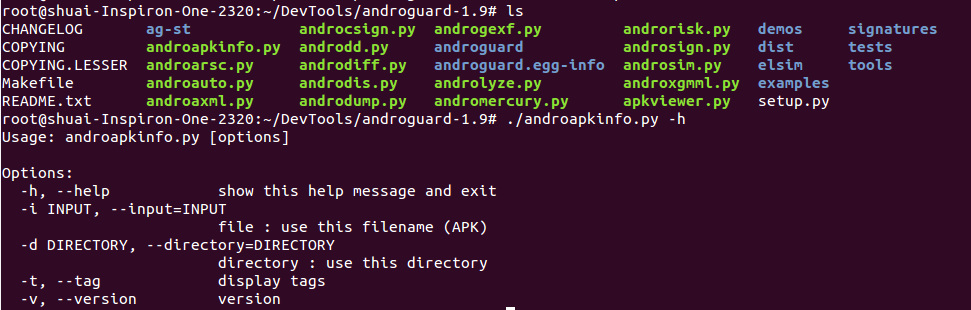 root@shuai-Inspiron-One-2320:~/DevTools/androguard-1.9# ls
CHANGELOG ag-st androcsign.py androgexf.py androrisk.py demos signatures
COPYING androapkinfo.py androdd.py androguard androsign.py dist tests
COPYING.LESSER androarsc.py androdiff.py androguard.egg-info androsim.py elsim tools
Makefile androauto.py androdis.py androlyze.py androxgmml.py examples
README.txt androaxml.py androdump.py andromercury.py apkviewer.py setup.py
root@shuai-Inspiron-One-2320:~/DevTools/androguard-1.9# ./androapkinfo.py -h
Usage: androapkinfo.py [options]
Options:
-h, --help show this help message and exit
-i INPUT, --input=INPUT
file : use this filename (APK)
-d DIRECTORY, --directory=DIRECTORY
directory : use this directory
-t, --tag display tags
-v, --version version